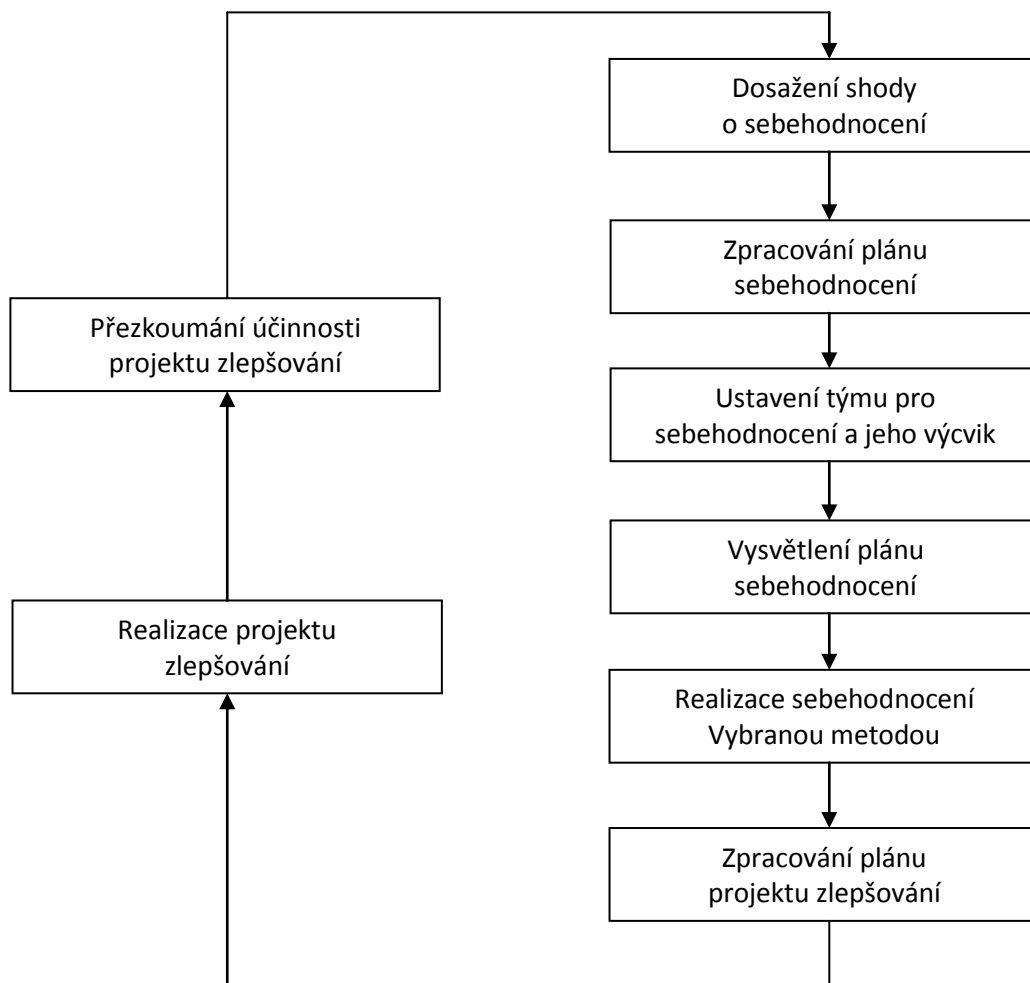 Dosažení shody
o sebehodnocení
Zpracování plánu
sebehodnocení
Ustavení týmu pro
sebehodnocení a jeho výcvik
Vysvětlení plánu
sebehodnocení
Realizace sebehodnocení
Vybranou metodou
Zpracování plánu
projektu zlepšování
Realizace projektu
zlepšování
Přezkoumání účinnosti
projektu zlepšování